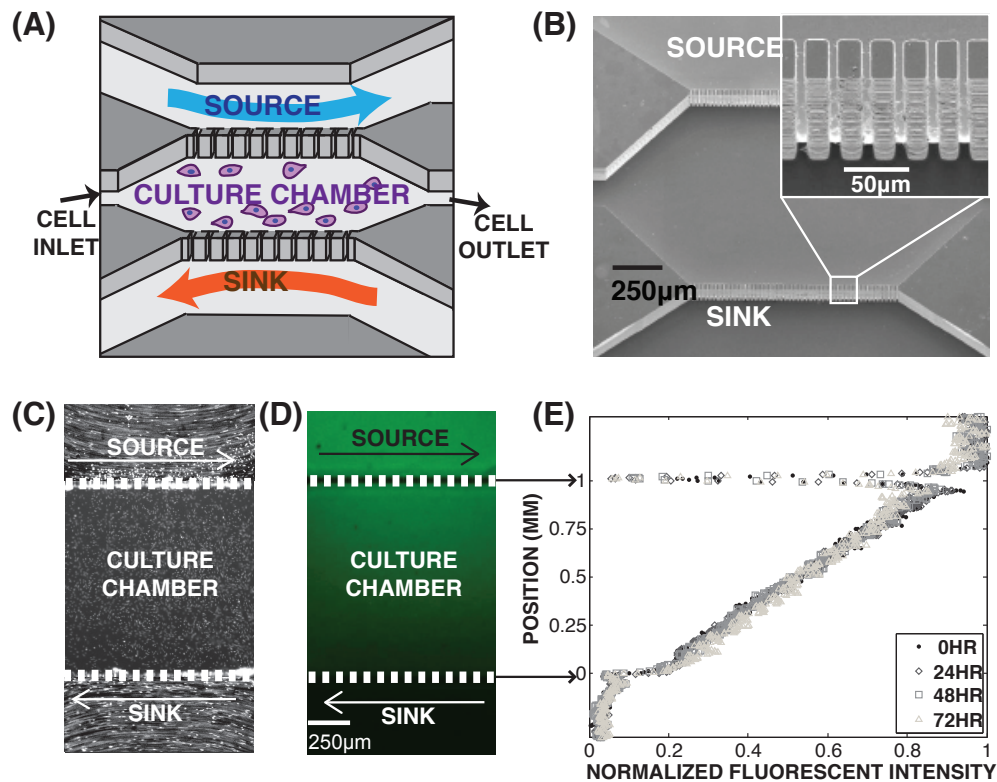 (A)
SOURCE
CULTURE CHAMBER
CELL
INLET
CELL
OUTLET
SINK
(B)
SOURCE
50µm
250µm
SINK
(C)
SOURCE
CULTURE
CHAMBER
SINK
(D)
SOURCE
CULTURE
CHAMBER
SINK
250µm
(E)
POSITION (MM)
1
0.75
0.5
0.25
0
0HR
24HR
48HR
72HR
0 0.2 0.4 0.6 0.8 1
NORMALIZED FLUORESCENT INTENSITY